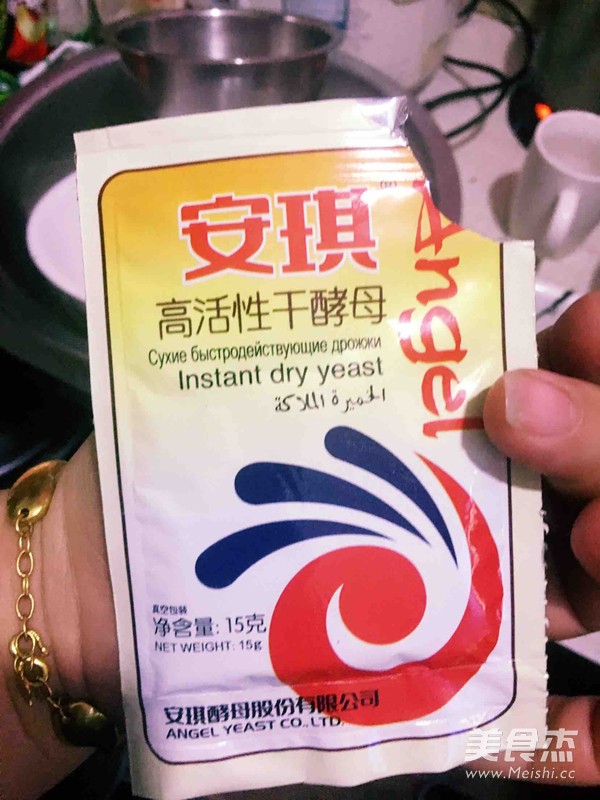 安琪®
Angel
高活性干酵母
Сухие быстродействующие дрожжи
Instant dry yeast
الخميرة الملاكة
真空包装
净含量: 15克
NET WEIGHT: 15g
安琪酵母股份有限公司
ANGEL YEAST CO.,LTD.
美食杰
www.Meishi.cc